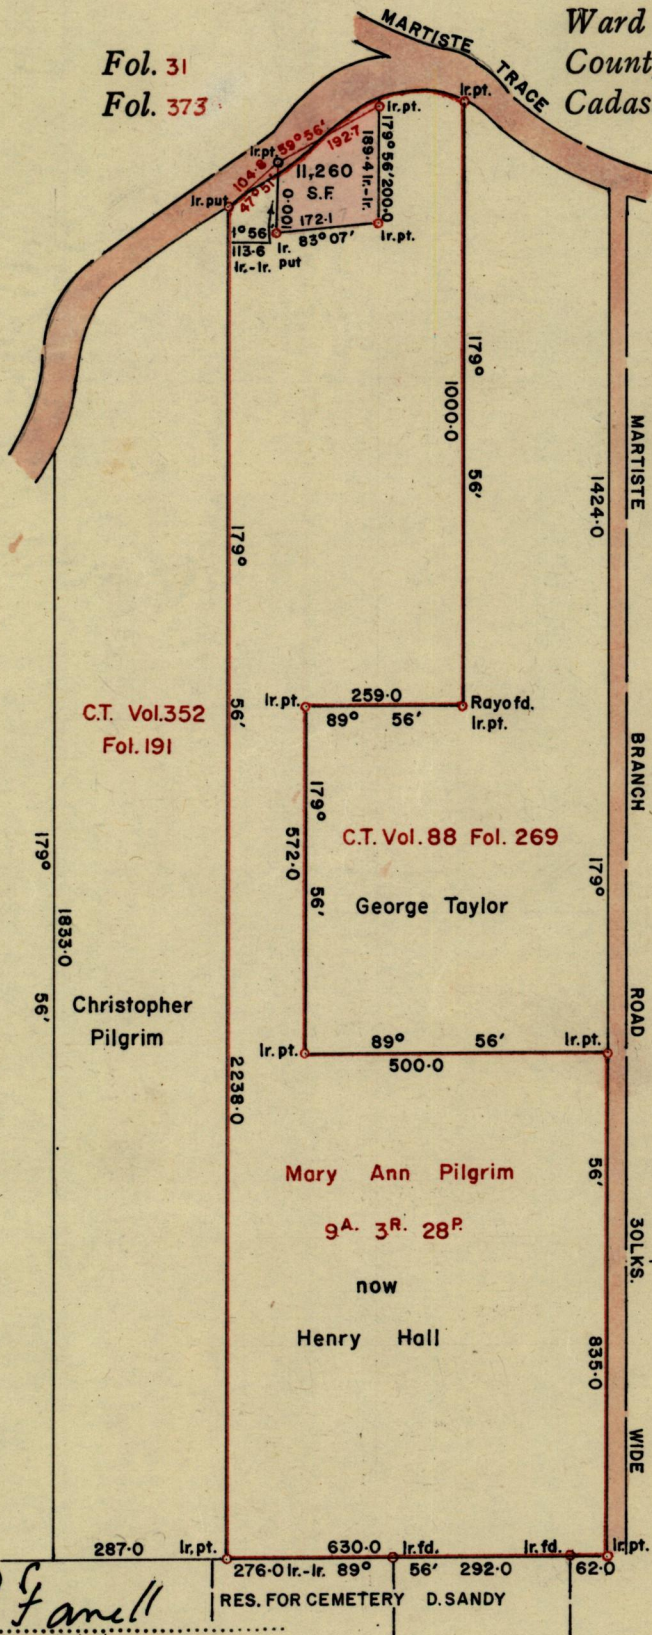 Fol. 31
Fol. 373
Ward
Count
Cadas
MARTISTE TRACE
Ir.pt.
Ir.pt.
Ir.pt.
59° 56′
192.7
104.8
47° 51′
Ir. put
11,260
S.F.
189.4 Ir.-Ir.
179° 56′ 200.0
100.0
172.1
83° 07′
Ir.pt.
1° 56′
113.6
Ir.-Ir.
Ir.
put
179° 56′
1000.0
1424.0
MARTISTE BRANCH ROAD 30LKS. WIDE
179° 56′
2238.0
C.T. Vol.352
Fol.191
Ir.pt.
259.0
89° 56′
Rayo fd.
Ir.pt.
179° 56′
572.0
C.T. Vol. 88 Fol. 269
George Taylor
179° 56′
179° 56′
1833.0
Christopher
Pilgrim
Ir.pt.
89° 56′
500.0
Ir.pt.
Mary Ann Pilgrim
9A. 3R. 28P.
now
Henry Hall
835.0
287.0
Ir.pt.
630.0
Ir.fd.
Ir.fd.
Ir.pt.
276.0 Ir.-Ir. 89° 56′ 292.0
62.0
RES. FOR CEMETERY D. SANDY